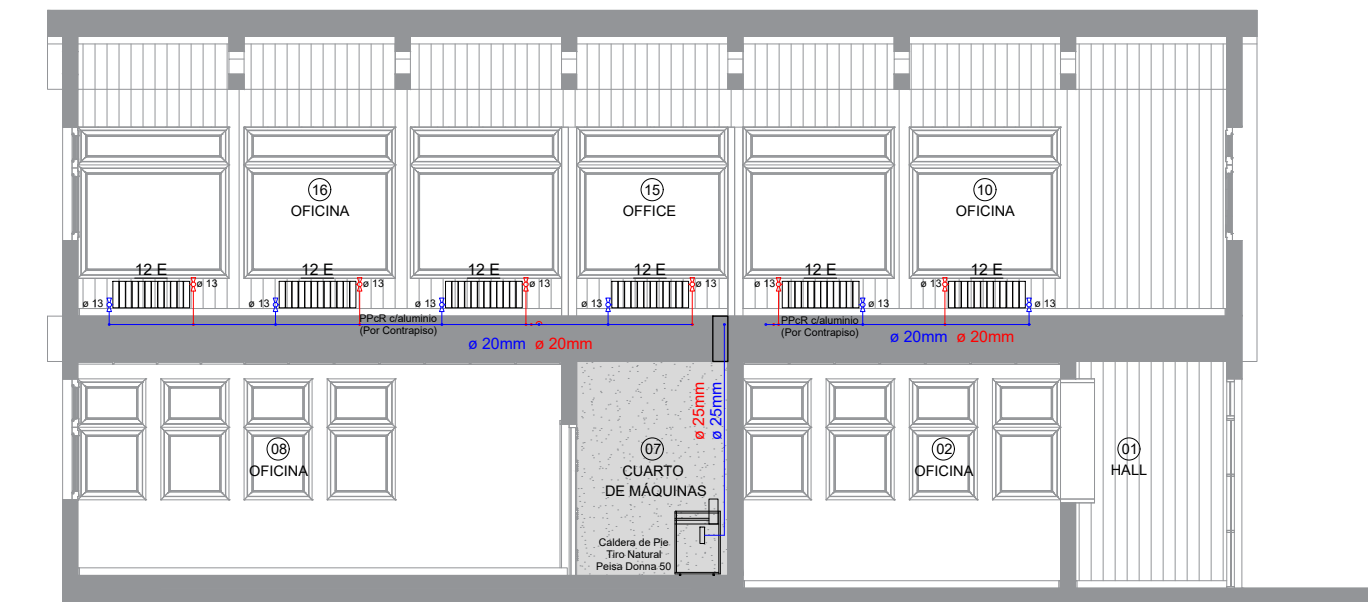 16
OFICINA
15
OFFICE
10
OFICINA
12 E
12 E
12 E
12 E
12 E
12 E
ø 13
ø 13
ø 13
ø 13
ø 13
ø 13
ø 13
ø 13
ø 13
ø 13
ø 13
ø 13
PPcR c/aluminio
(Por Contrapiso)
ø 20mm
ø 20mm
PPcR c/aluminio
(Por Contrapiso)
ø 20mm
ø 20mm
ø 25mm
ø 25mm
08
OFICINA
07
CUARTO
DE MÁQUINAS
02
OFICINA
01
HALL
Caldera de Pie
Tiro Natural
Peisa Donna 50